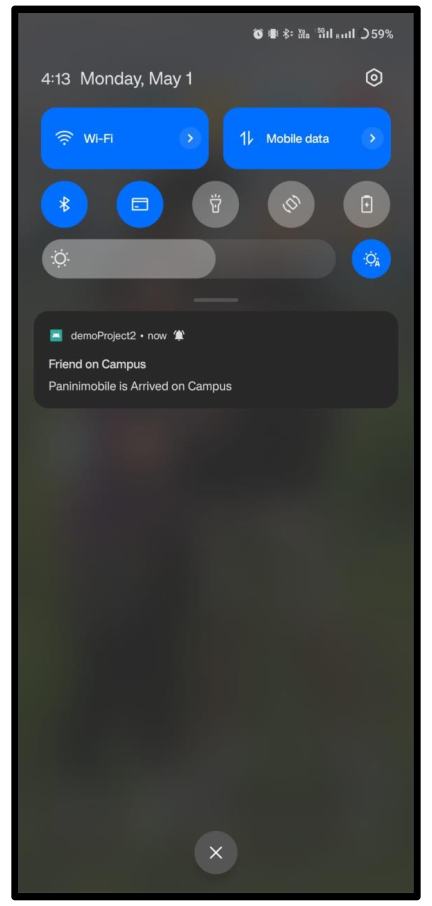 59%
4:13 Monday, May 1
Wi-Fi
Mobile data
demoProject2 • now
Friend on Campus
Paninimobile is Arrived on Campus